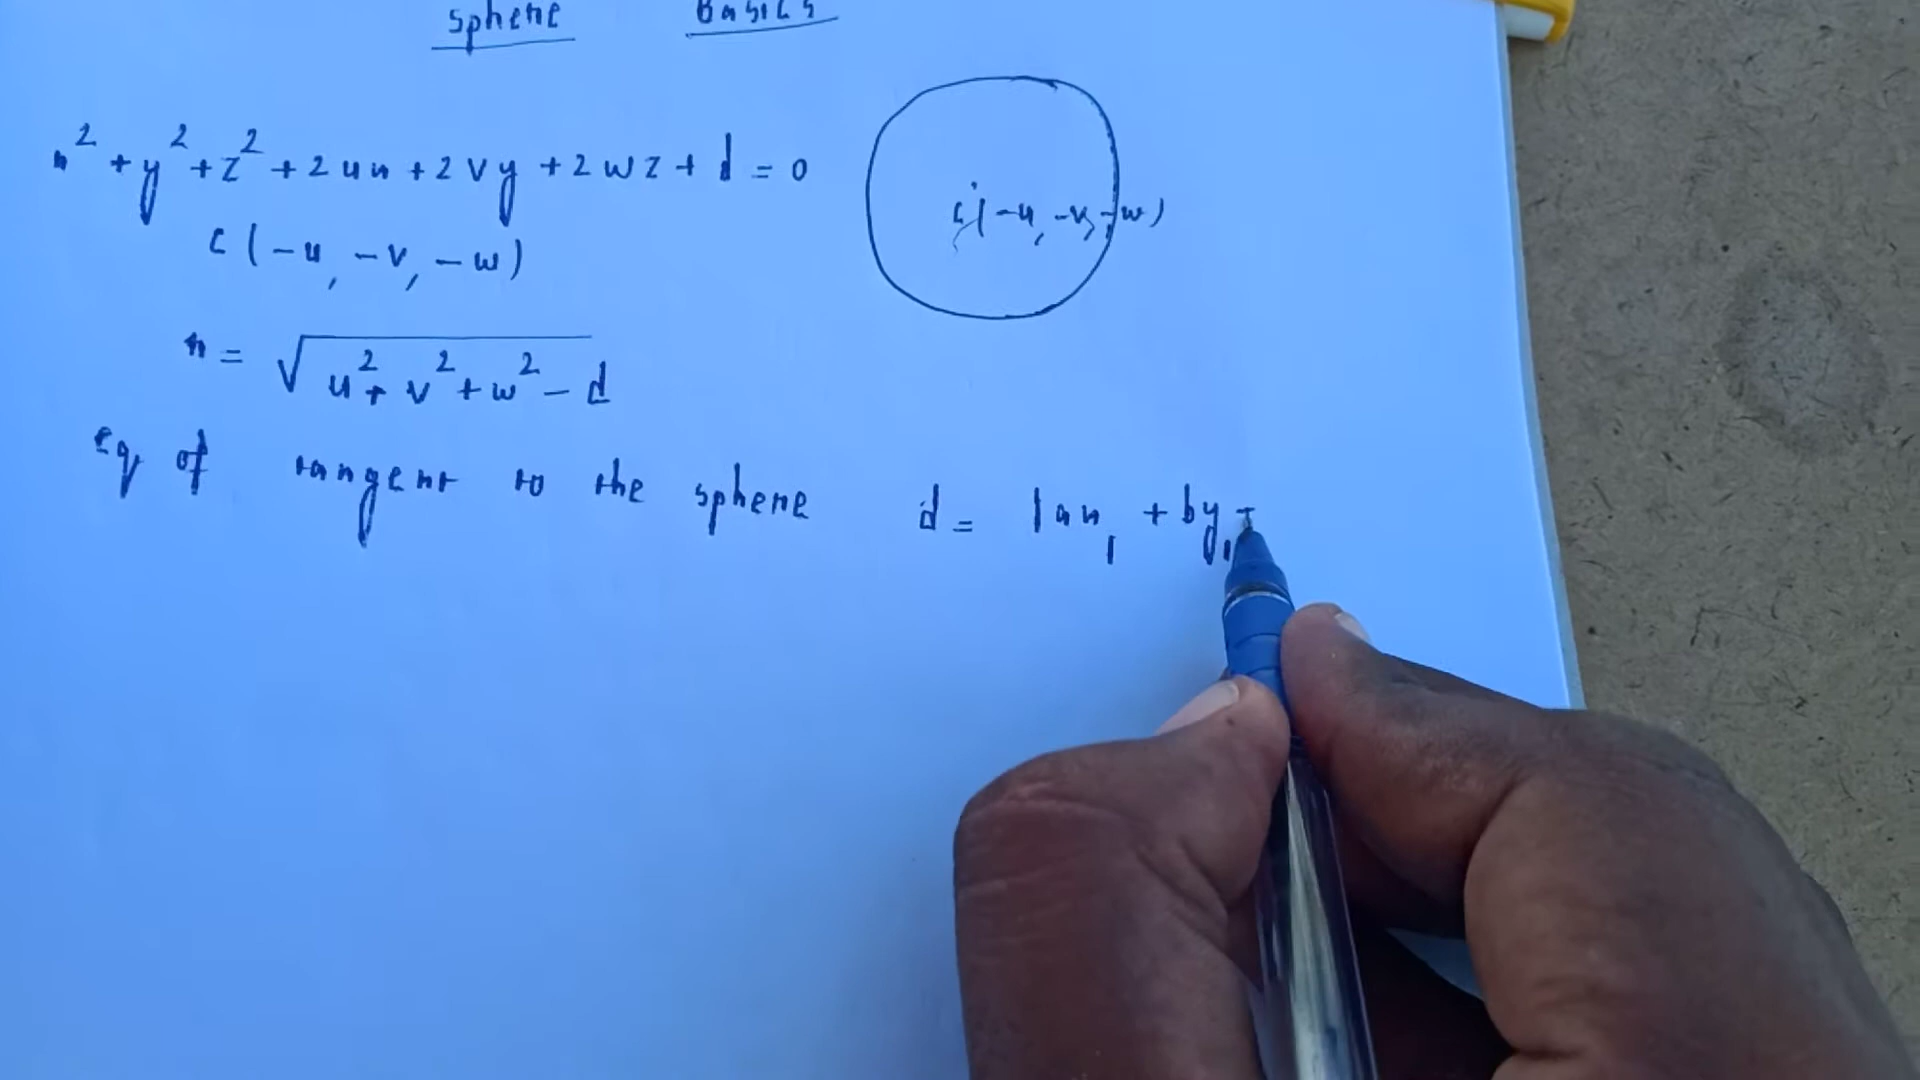 Sphere Basics
x² + y² + z² + 2ux + 2vy + 2wz + d = 0
C(-u, -v, -w)
C(-u, -v, -w)
r = √(u² + v² + w² - d)
eq of tangent to the sphere d = |ax₁ + by₁ +